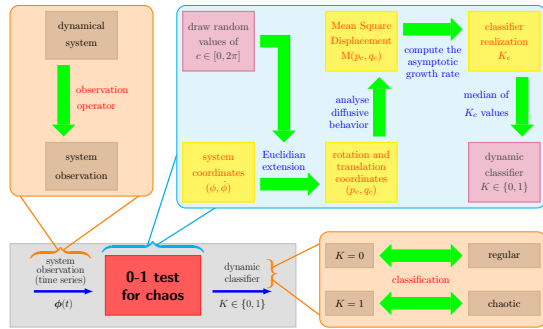 dynamical
system
observation
operator
system
observation
draw random
values of
c ∈ [0, 2π]
Mean Square
Displacement
M(p_c, q_c)
compute the
asymptotic
growth rate
classifier
realization
K_c
analyse
diffusive
behavior
median of
K_c values
system
coordinates
(ϕ, ϕ̇)
Euclidian
extension
rotation and
translation
coordinates
(p_c, q_c)
dynamic
classifier
K ∈ {0, 1}
system
observation
(time series)
ϕ(t)
0-1 test
for chaos
dynamic
classifier
K ∈ {0, 1}
K = 0
regular
classification
K = 1
chaotic